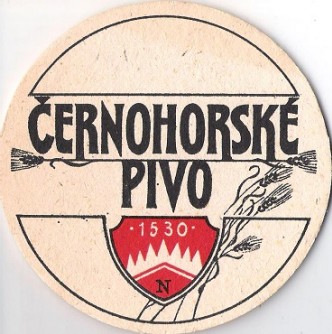 ČERNOHORSKÉ
PIVO
· 1530 ·
N